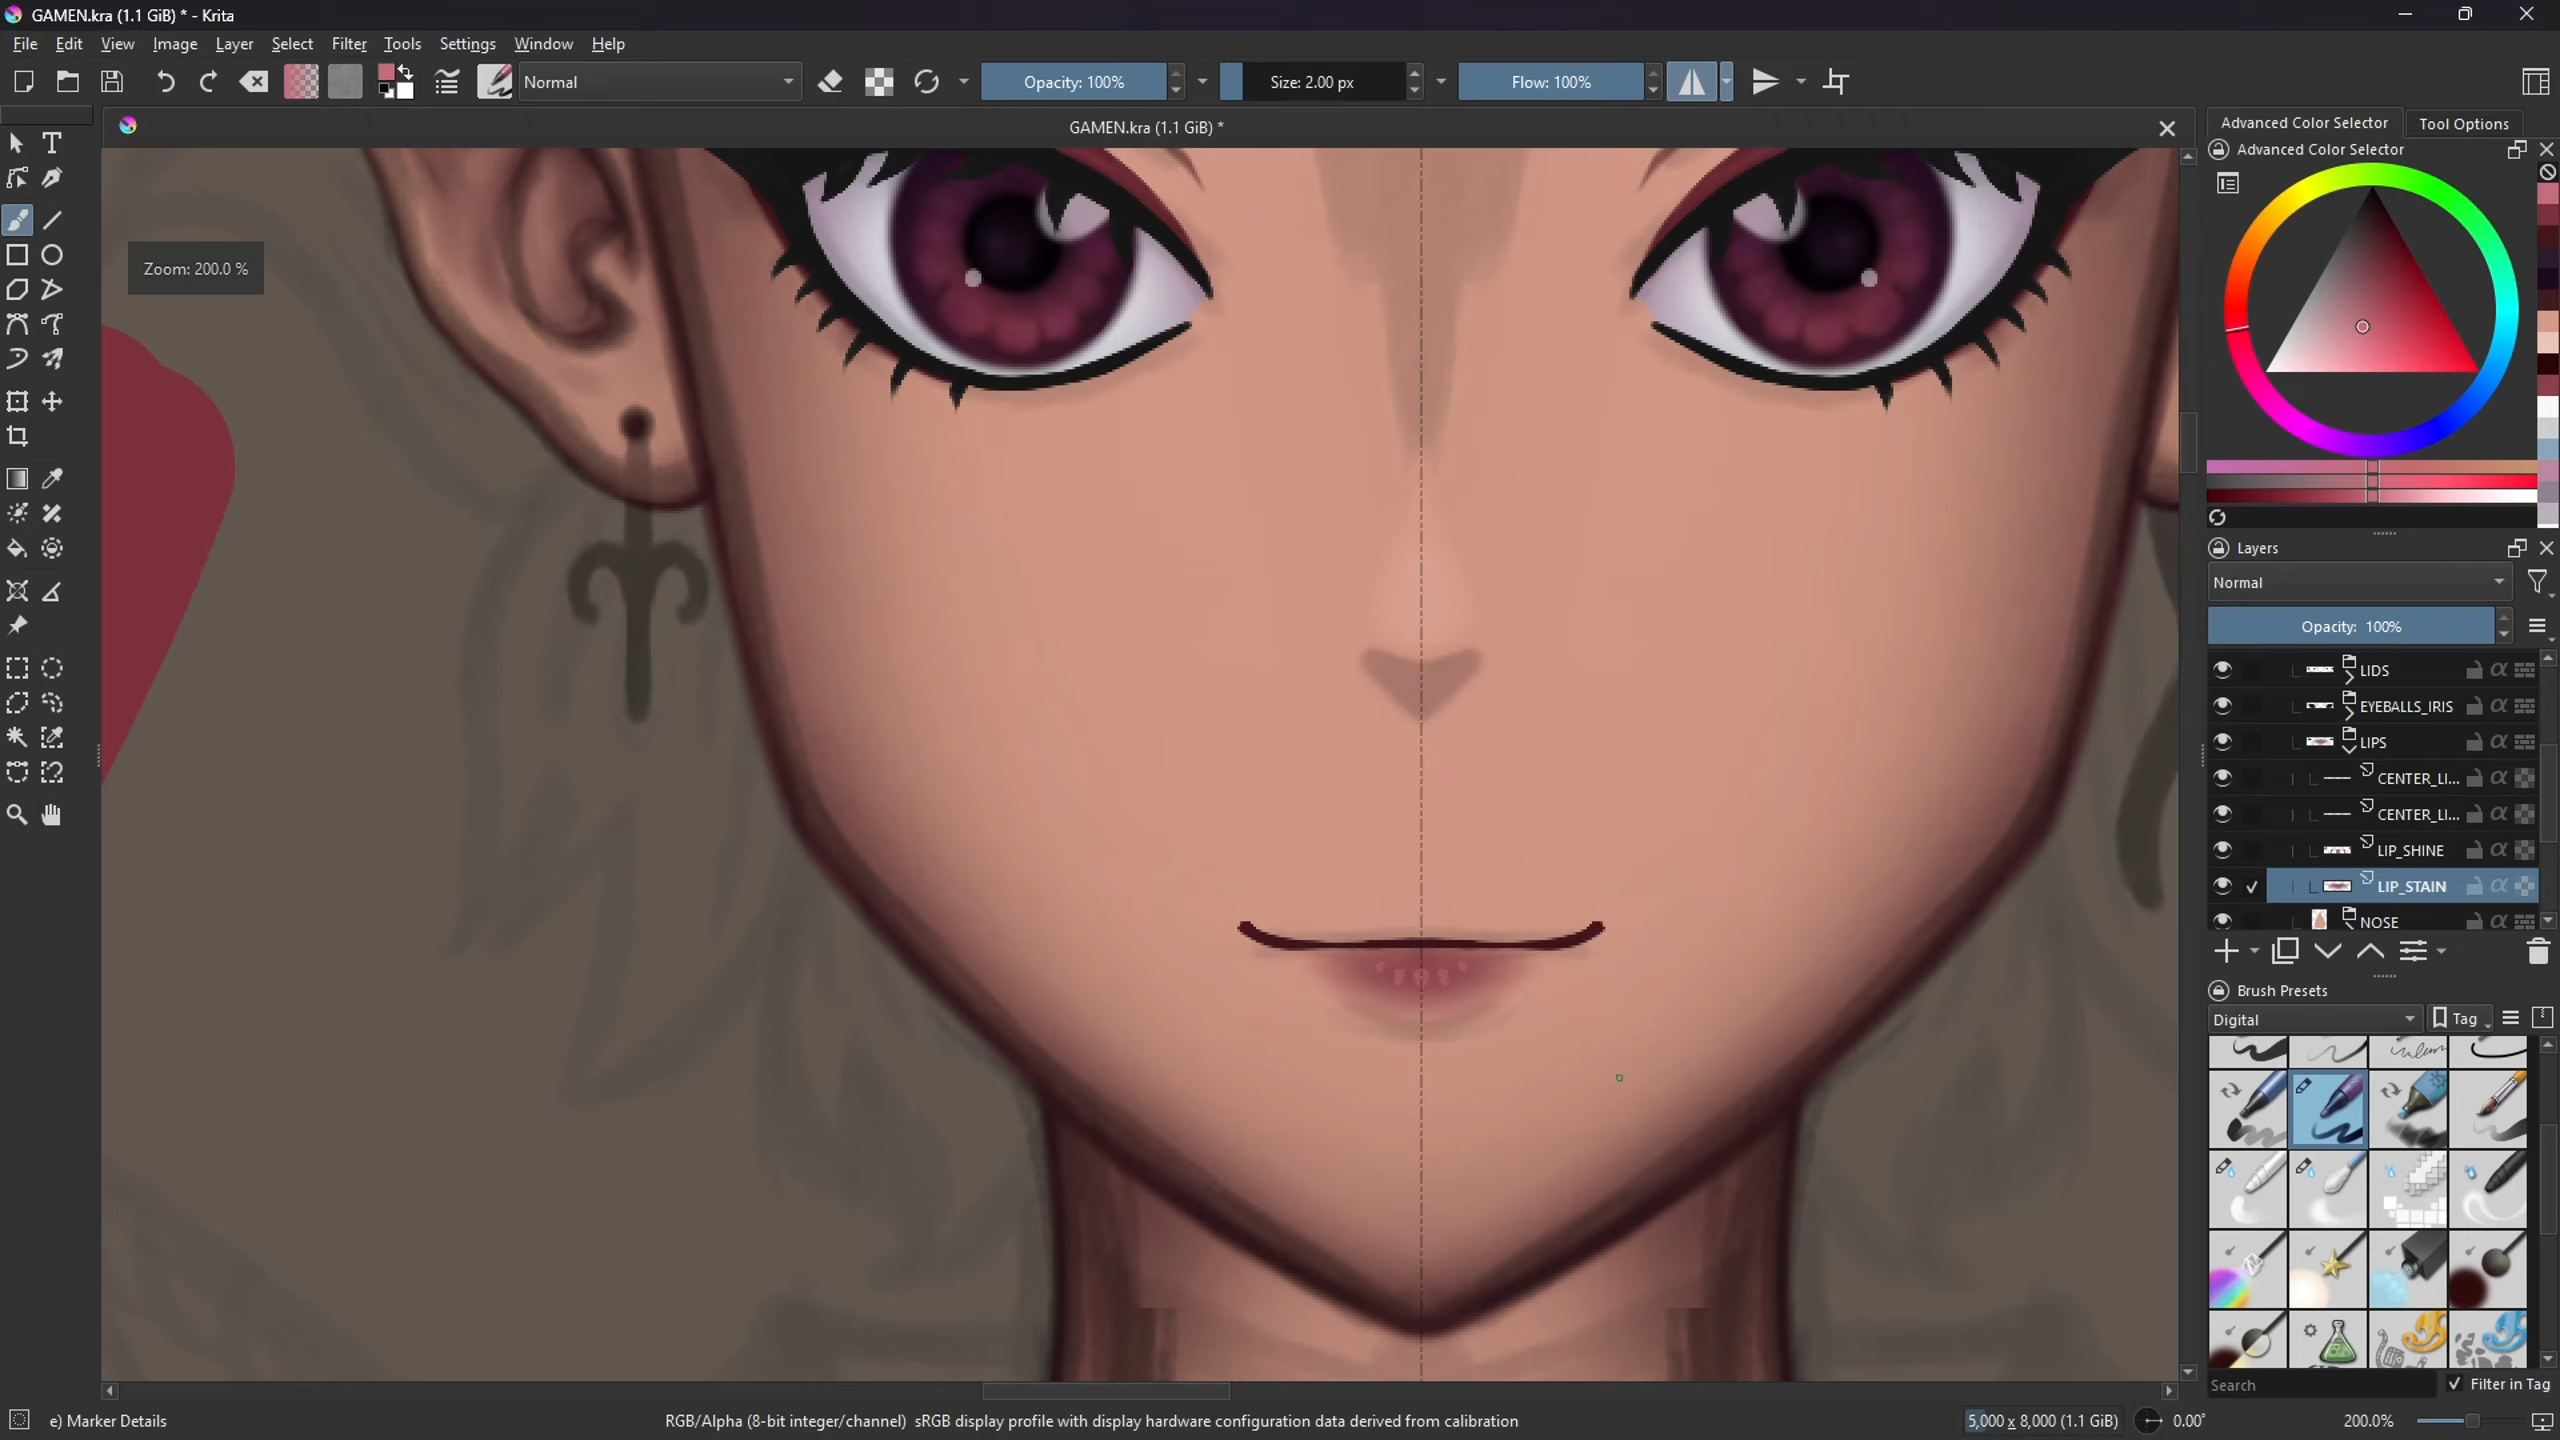 GAMEN.kra (1.1 GiB) * - Krita
File Edit View Image Layer Select Filter Tools Settings Window Help
Normal Opacity: 100% Size: 2.00 px Flow: 100%
GAMEN.kra (1.1 GiB) *
Advanced Color Selector Tool Options
Advanced Color Selector
Zoom: 200.0 %
Layers
Normal
Opacity: 100%
LIDS
EYEBALLS_IRIS
LIPS
CENTER_LI...
CENTER_LI...
LIP_SHINE
LIP_STAIN
NOSE
Brush Presets
Digital Tag
Search Filter in Tag
e) Marker Details RGB/Alpha (8-bit integer/channel) sRGB display profile with display hardware configuration data derived from calibration 5,000 x 8,000 (1.1 GiB) 0.00° 200.0%